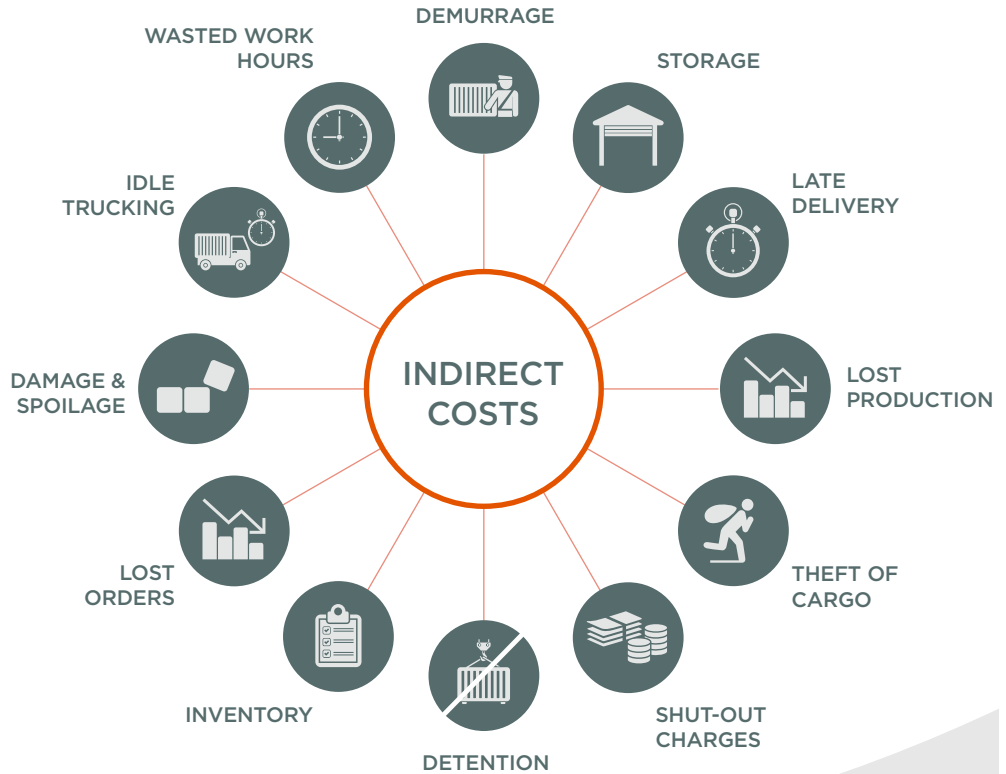 DEMURRAGE
WASTED WORK
HOURS
STORAGE
IDLE
TRUCKING
LATE
DELIVERY
INDIRECT
COSTS
DAMAGE &
SPOILAGE
LOST
PRODUCTION
LOST
ORDERS
THEFT OF
CARGO
INVENTORY
SHUT-OUT
CHARGES
DETENTION